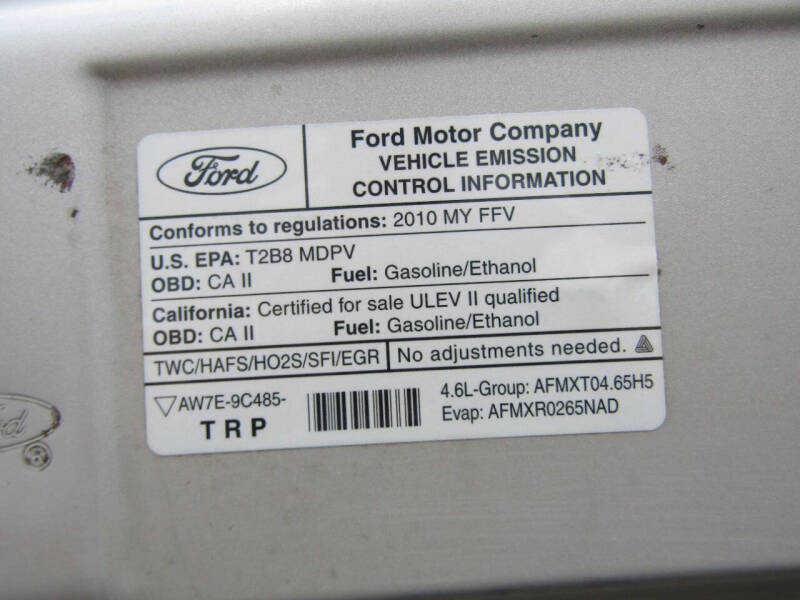 Ford
Ford Motor Company
VEHICLE EMISSION
CONTROL INFORMATION
Conforms to regulations: 2010 MY FFV
U.S. EPA: T2B8 MDPV
OBD: CA II Fuel: Gasoline/Ethanol
California: Certified for sale ULEV II qualified
OBD: CA II Fuel: Gasoline/Ethanol
TWC/HAFS/HO2S/SFI/EGR No adjustments needed.
AW7E-9C485-
TRP
4.6L-Group: AFMXT04.65H5
Evap: AFMXR0265NAD
Ford